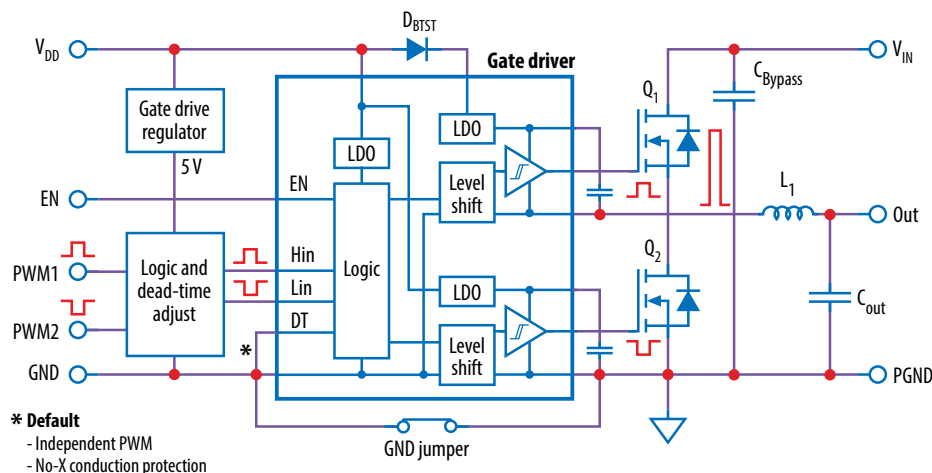 D_BTST
V_DD
V_IN
Gate driver
C_Bypass
Q_1
Gate drive
regulator
LDO
LDO
5 V
EN
EN
Level
shift
L_1
Out
Hin
Logic
Q_2
PWM1
Logic and
dead-time
adjust
Lin
LDO
C_out
DT
PWM2
Level
shift
*
GND
PGND
* Default
- Independent PWM
- No-X conduction protection
GND jumper